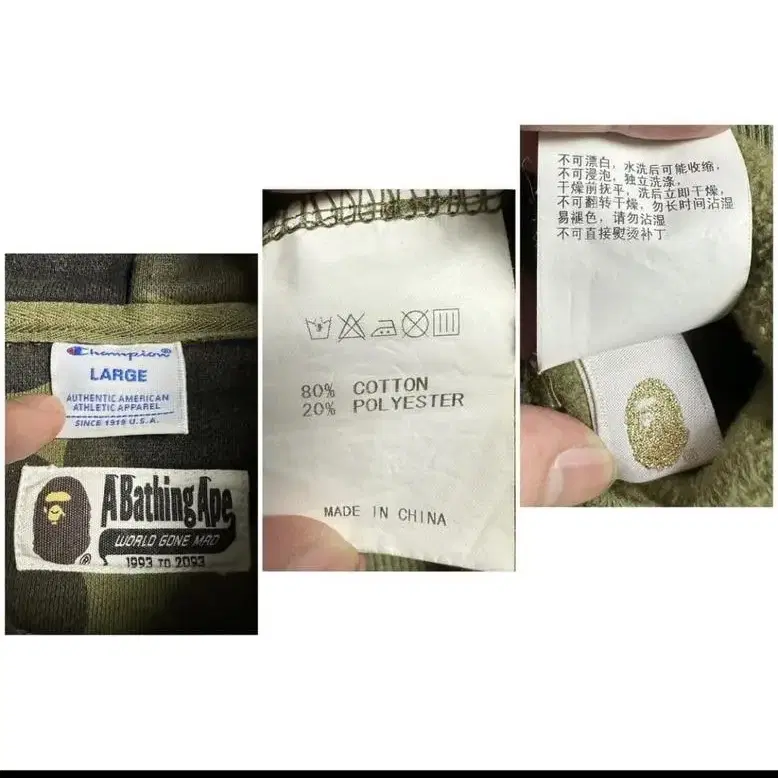 Champion®
LARGE
AUTHENTIC AMERICAN
ATHLETIC APPAREL
SINCE 1919 U.S.A.
A Bathing Ape
WORLD GONE MAD
®
1993 TO 2093
80% COTTON
20% POLYESTER
MADE IN CHINA
不可漂白，水洗后可能收缩，
不可浸泡，独立洗涤，
干燥前抚平，洗后立即干燥，
不可翻转干燥，勿长时间沾湿
易褪色，请勿沾湿
不可直接熨烫补丁